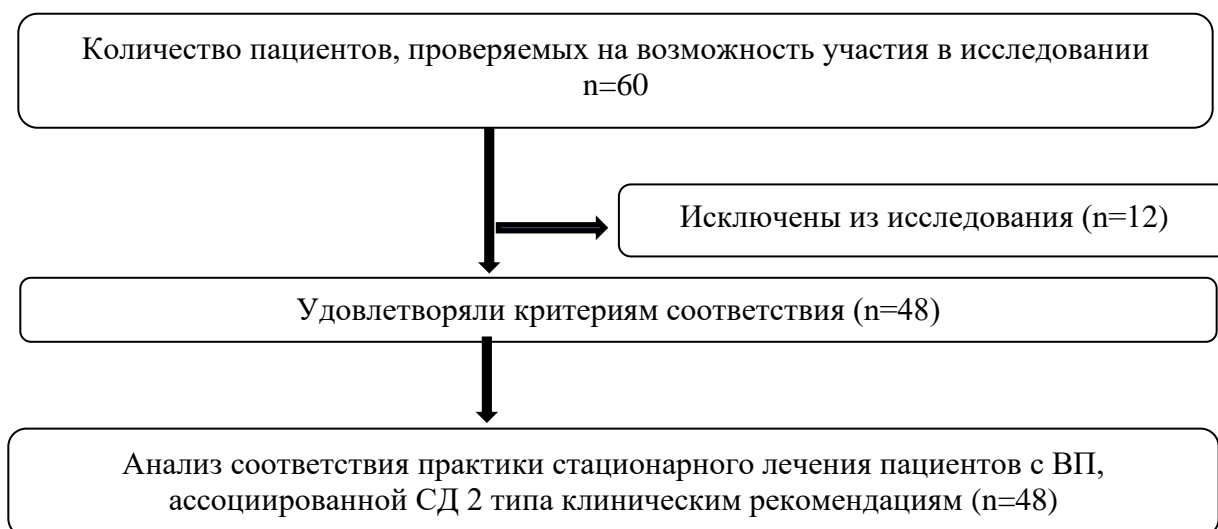 Количество пациентов, проверяемых на возможность участия в исследовании
n=60
Исключены из исследования (n=12)
Удовлетворяли критериям соответствия (n=48)
Анализ соответствия практики стационарного лечения пациентов с ВП,
ассоциированной СД 2 типа клиническим рекомендациям (n=48)